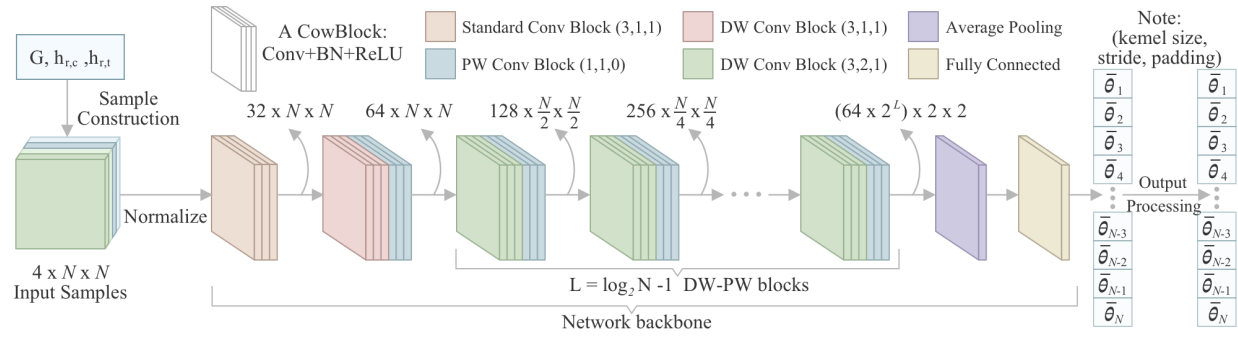 A CowBlock:
Conv+BN+ReLU
Standard Conv Block (3,1,1)
DW Conv Block (3,1,1)
Average Pooling
PW Conv Block (1,1,0)
DW Conv Block (3,2,1)
Fully Connected
Note:
(kernel size,
stride, padding)
G, h_{r,c} ,h_{r,t}
Sample
Construction
4 x N x N
Input Samples
Normalize
32 x N x N
64 x N x N
128 x N/2 x N/2
256 x N/4 x N/4
(64 x 2^L) x 2 x 2
L = log_2 N -1 DW-PW blocks
Network backbone
θ̅_1
θ̅_2
θ̅_3
θ̅_4
θ̅_{N-3}
θ̅_{N-2}
θ̅_{N-1}
θ̅_N
Output
Processing
θ̅_1
θ̅_2
θ̅_3
θ̅_4
θ̅_{N-3}
θ̅_{N-2}
θ̅_{N-1}
θ̅_N